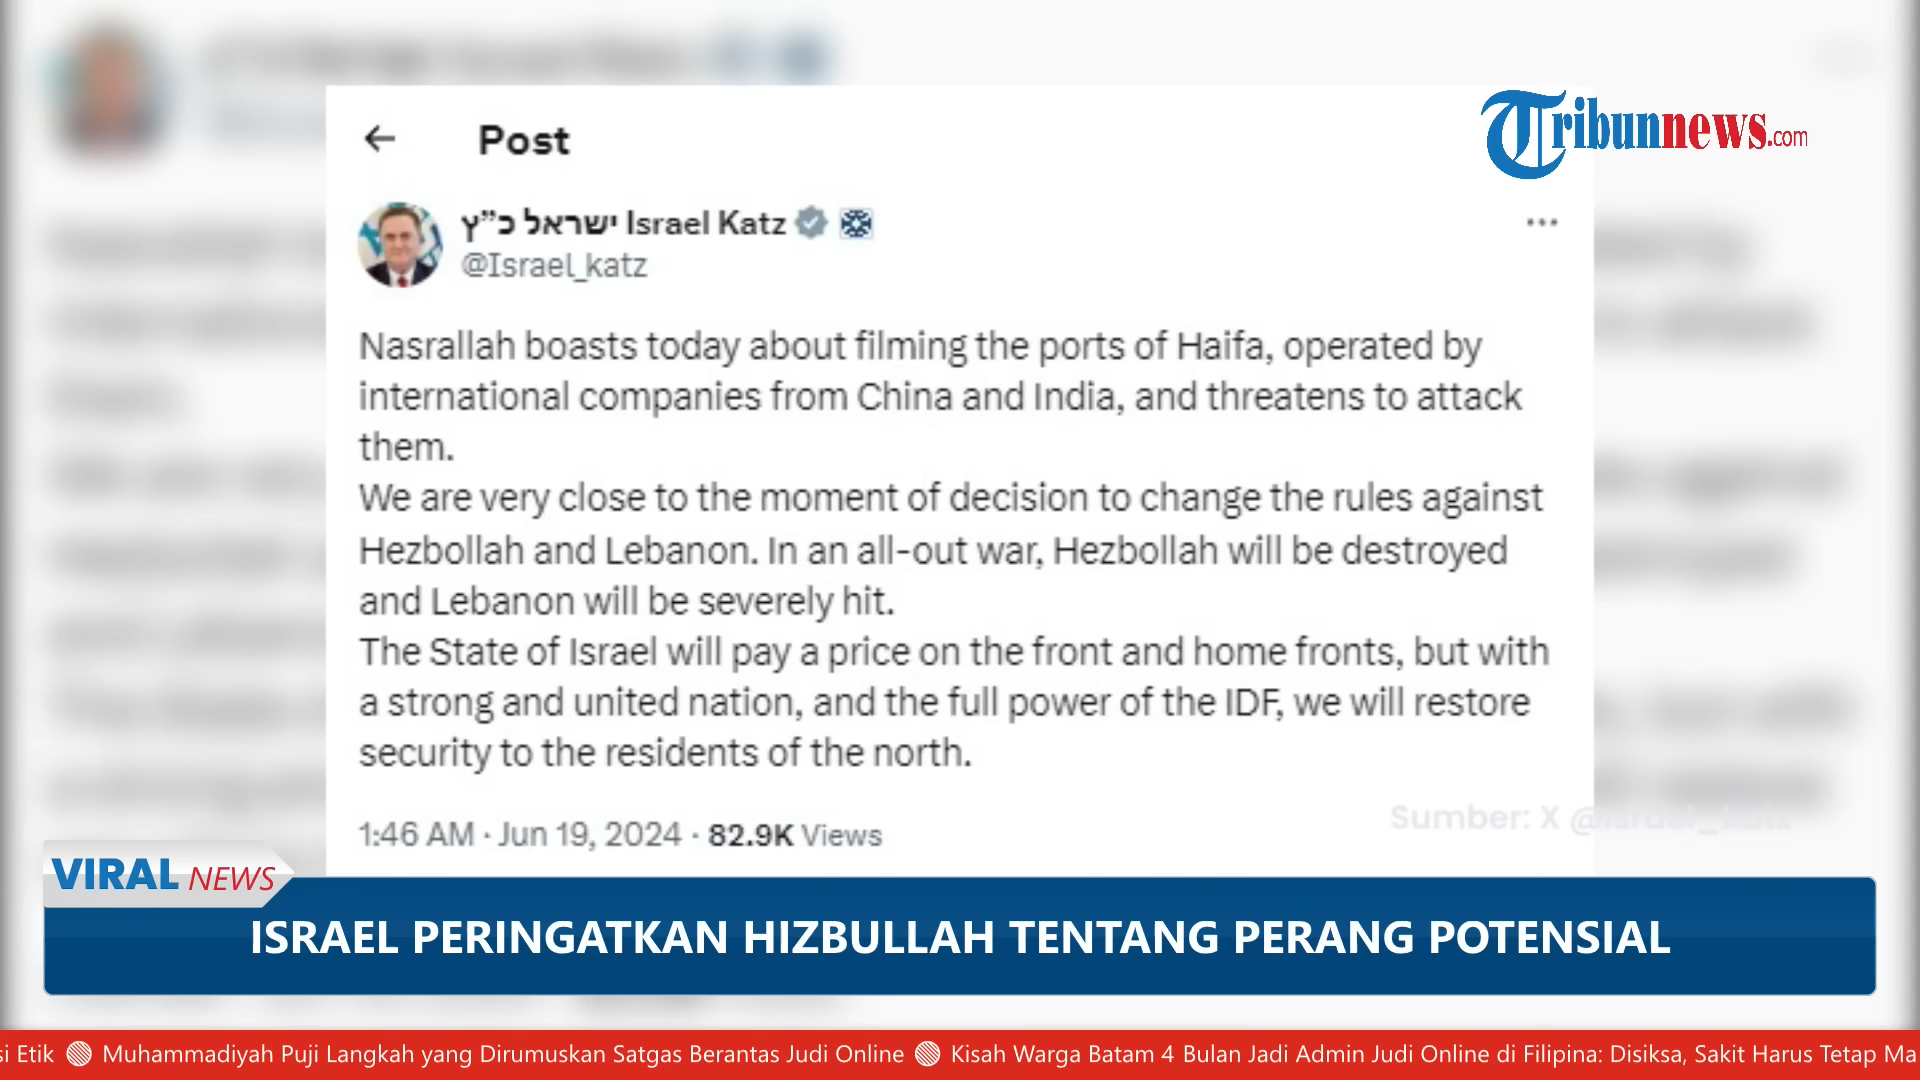 Post
Tribunnews.com
ישראל כ”ץ Israel Katz
@Israel_katz
Nasrallah boasts today about filming the ports of Haifa, operated by
international companies from China and India, and threatens to attack
them.
We are very close to the moment of decision to change the rules against
Hezbollah and Lebanon. In an all-out war, Hezbollah will be destroyed
and Lebanon will be severely hit.
The State of Israel will pay a price on the front and home fronts, but with
a strong and united nation, and the full power of the IDF, we will restore
security to the residents of the north.
Sumber: X @israel_katz
1:46 AM · Jun 19, 2024 · 82.9K Views
VIRAL NEWS
ISRAEL PERINGATKAN HIZBULLAH TENTANG PERANG POTENSIAL
si Etik Muhammadiyah Puji Langkah yang Dirumuskan Satgas Berantas Judi Online Kisah Warga Batam 4 Bulan Jadi Admin Judi Online di Filipina: Disiksa, Sakit Harus Tetap Ma